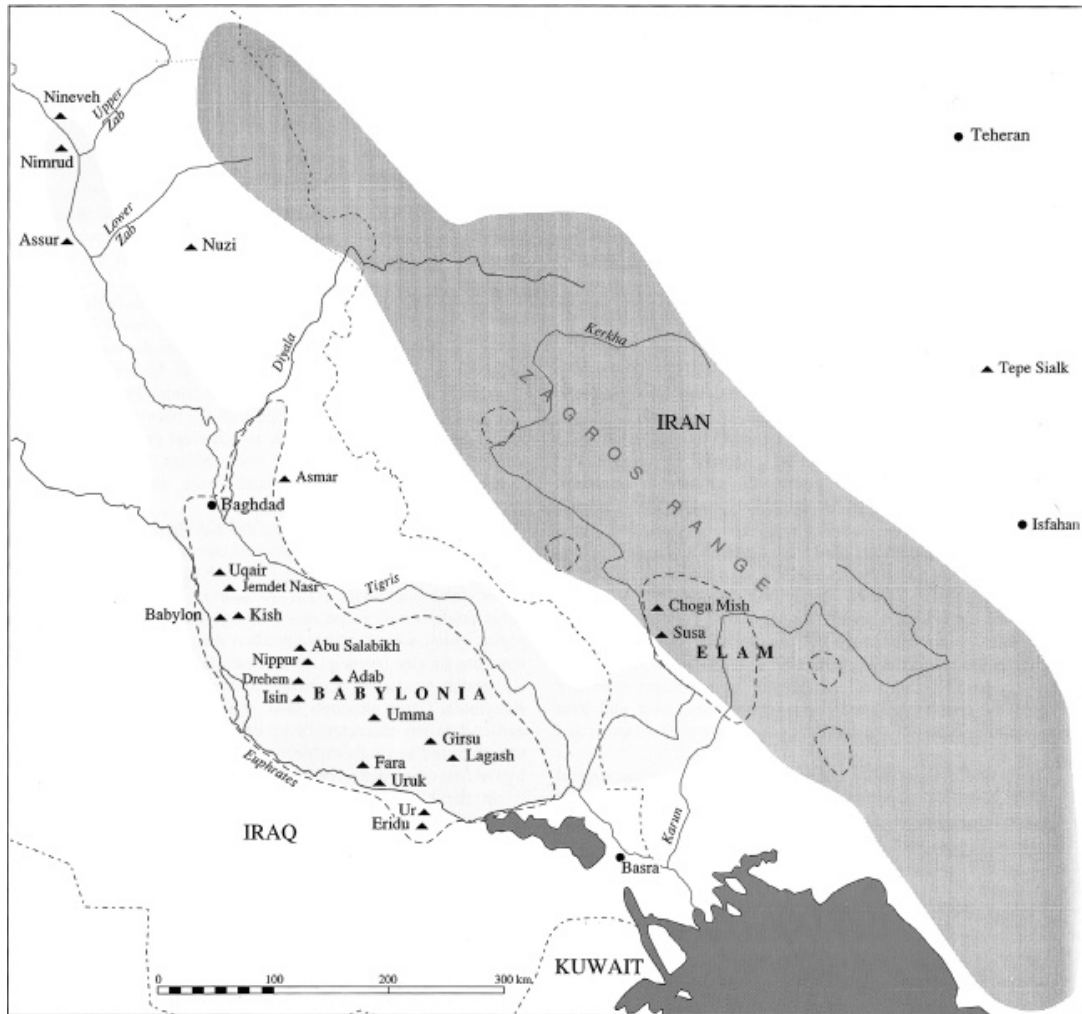 Nineveh
Upper
Zab
Teheran
Nimrud
Lower
Zab
Assur
Nuzi
Kerkha
Diyala
Tepe Sialk
ZAGROS RANGE
IRAN
Asmar
Baghdad
Isfahan
Uqair
Tigris
Jemdet Nasr
Choga Mish
Babylon
Kish
Susa
Abu Salabikh
ELAM
Nippur
Drehem
Adab
Isin
BABYLONIA
Umma
Girsu
Lagash
Fara
Euphrates
Uruk
Ur
Eridu
IRAQ
Karun
Basra
KUWAIT
0 100 200 300 km.